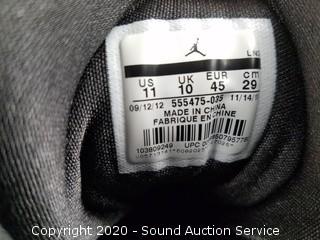 US UK EUR cm
11 10 45 29
09/12/12 555475-035 11/14/
MADE IN CHINA
FABRIQUE EN CHINE
103809249 UPC
Copyright 2020 - Sound Auction Service